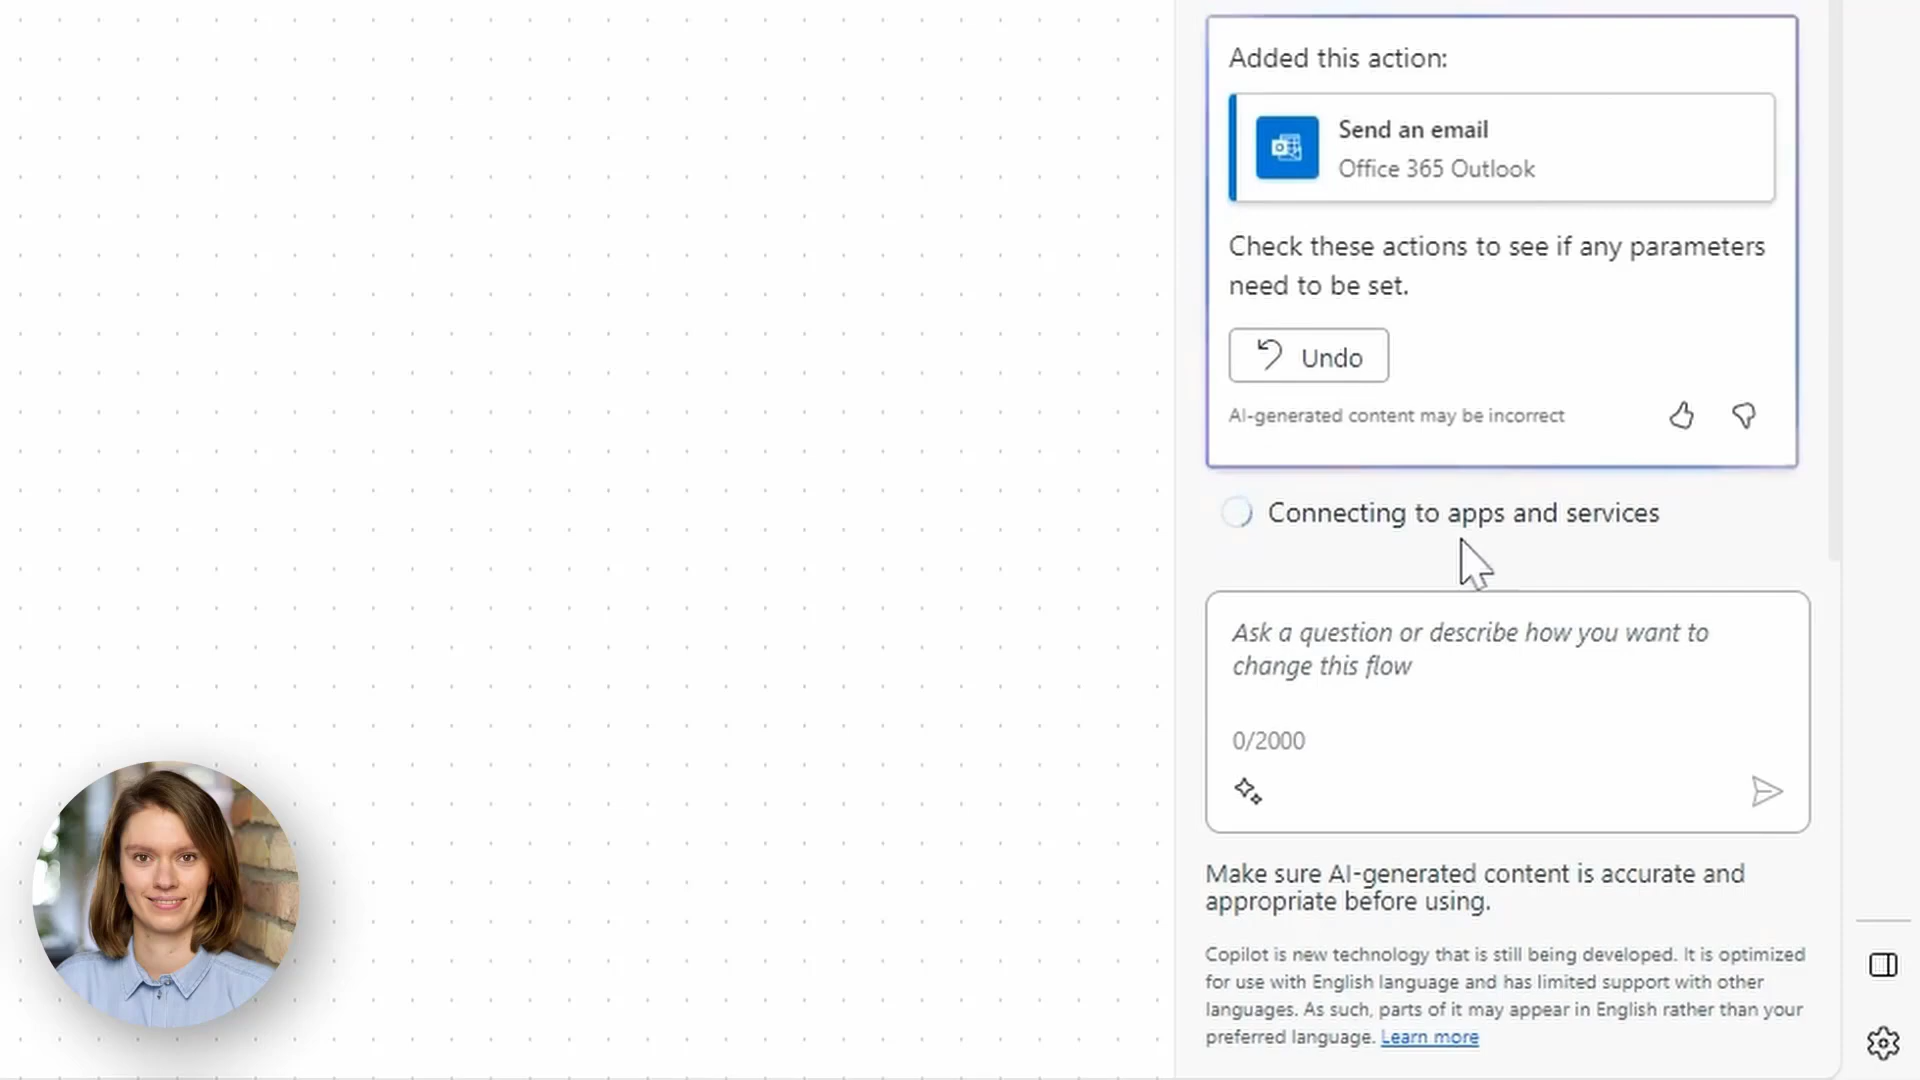 Added this action:
Send an email
Office 365 Outlook
Check these actions to see if any parameters
need to be set.
Undo
AI-generated content may be incorrect
Connecting to apps and services
Ask a question or describe how you want to
change this flow
0/2000
Make sure AI-generated content is accurate and
appropriate before using.
Copilot is new technology that is still being developed. It is optimized
for use with English language and has limited support with other
languages. As such, parts of it may appear in English rather than your
preferred language. Learn more